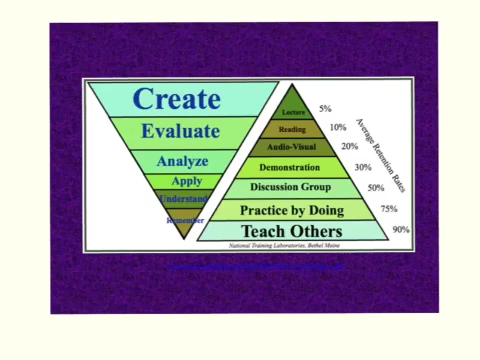 Create
Evaluate
Analyze
Apply
Understand
Remember
Lecture
5%
Reading
10%
Audio-Visual
20%
Demonstration
30%
Discussion Group
50%
Practice by Doing
75%
Teach Others
90%
Average Retention Rates
National Training Laboratories, Bethel Maine